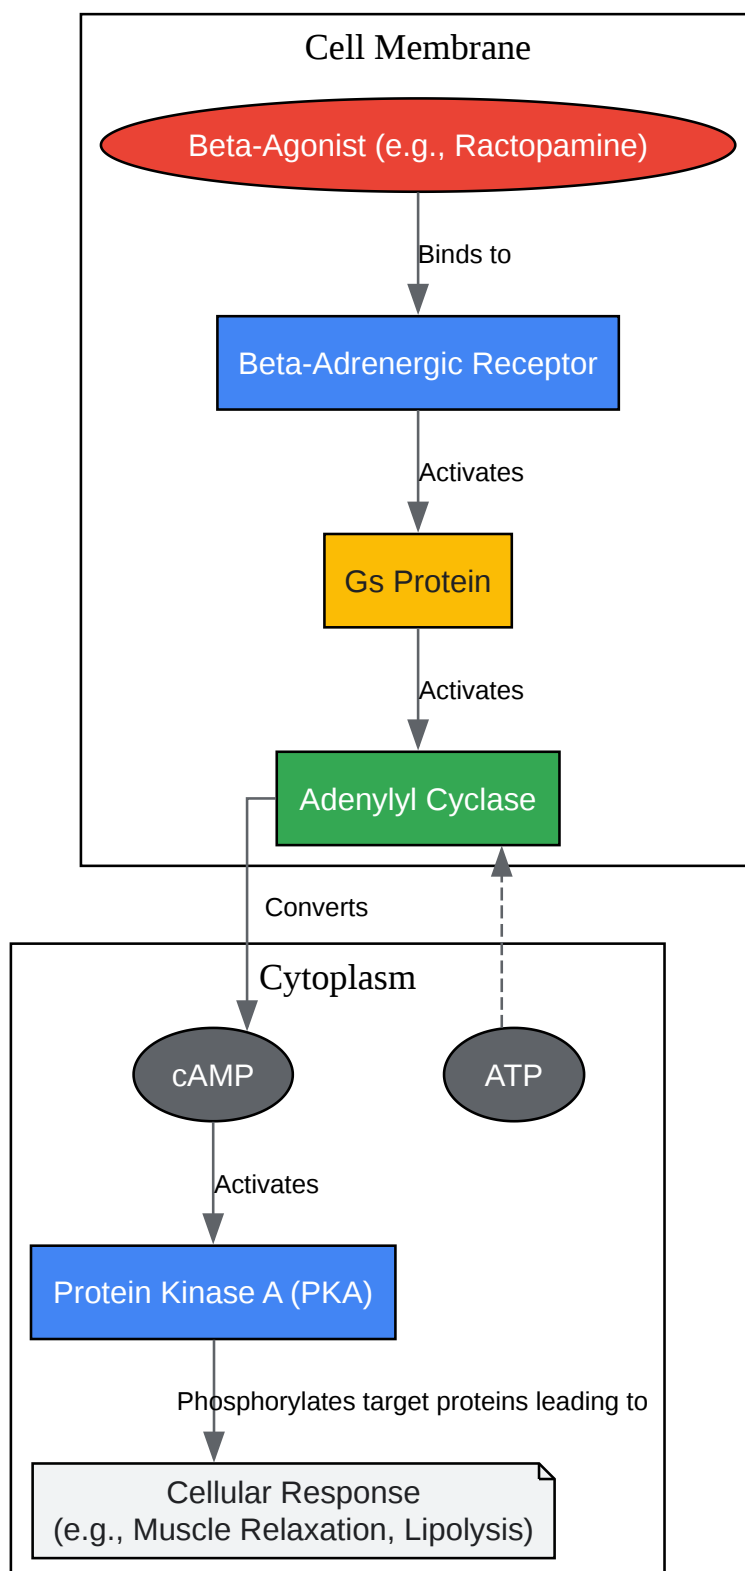 Cell Membrane
Beta-Agonist (e.g., Ractopamine)
Binds to
Beta-Adrenergic Receptor
Activates
Gs Protein
Activates
Adenylyl Cyclase
Converts
Cytoplasm
cAMP
ATP
Activates
Protein Kinase A (PKA)
Phosphorylates target proteins leading to
Cellular Response
(e.g., Muscle Relaxation, Lipolysis)